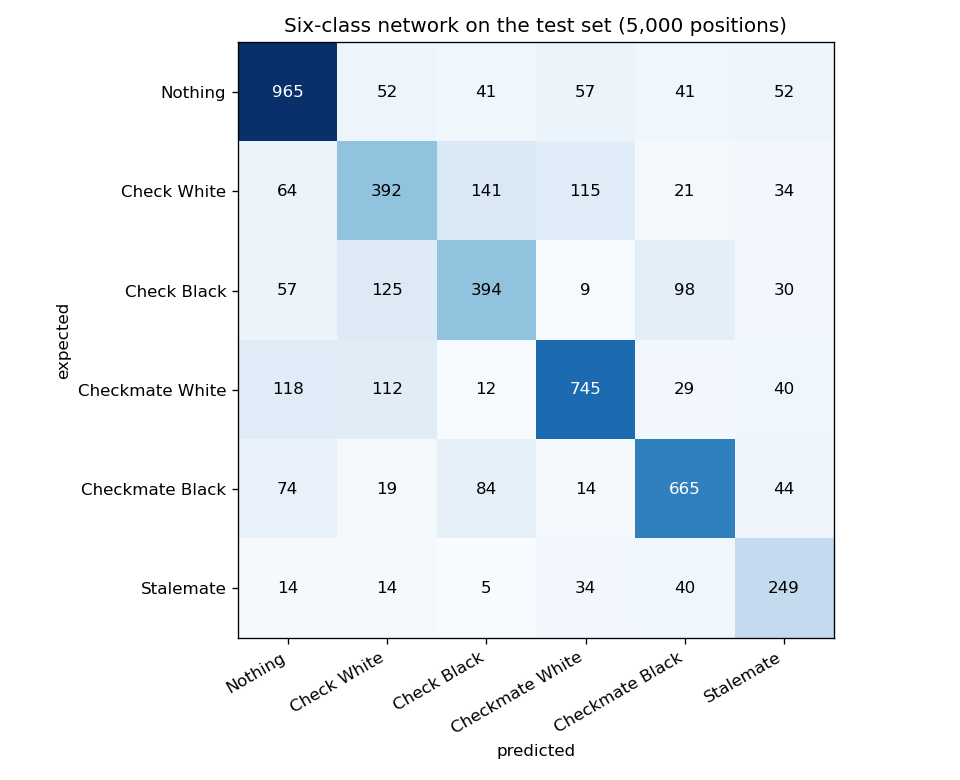 Six-class network on the test set (5,000 positions)
Nothing 965 52 41 57 41 52
Check White 64 392 141 115 21 34
Check Black 57 125 394 9 98 30
expected
Checkmate White 118 112 12 745 29 40
Checkmate Black 74 19 84 14 665 44
Stalemate 14 14 5 34 40 249
Nothing Check White Check Black Checkmate White Checkmate Black Stalemate
predicted